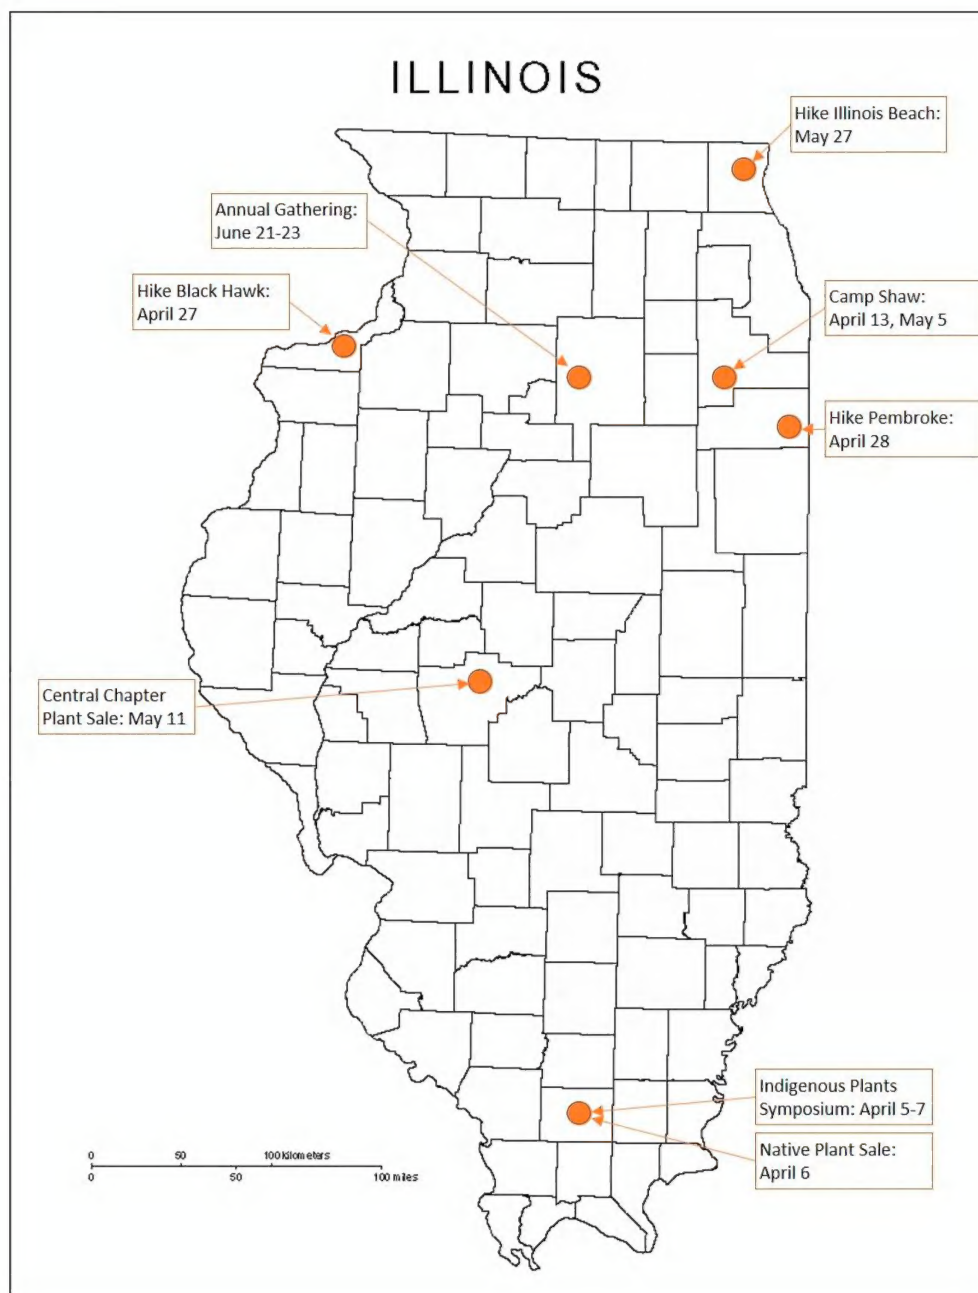 ILLINOIS
Hike Illinois Beach:
May 27
Annual Gathering:
June 21-23
Hike Black Hawk:
April 27
Camp Shaw:
April 13, May 5
Hike Pembroke:
April 28
Central Chapter
Plant Sale: May 11
Indigenous Plants
Symposium: April 5-7
Native Plant Sale:
April 6
0 50 100 kilometers
0 50 100 miles